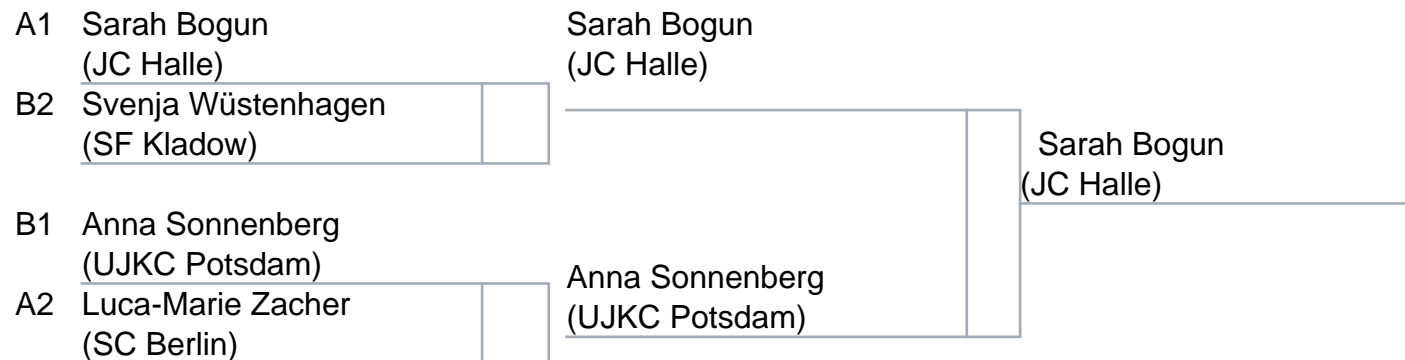 A1 Sarah Bogun
(JC Halle)
B2 Svenja Wüstenhagen
(SF Kladow)
B1 Anna Sonnenberg
(UJKC Potsdam)
A2 Luca-Marie Zacher
(SC Berlin)
Sarah Bogun
(JC Halle)
Anna Sonnenberg
(UJKC Potsdam)
Sarah Bogun
(JC Halle)